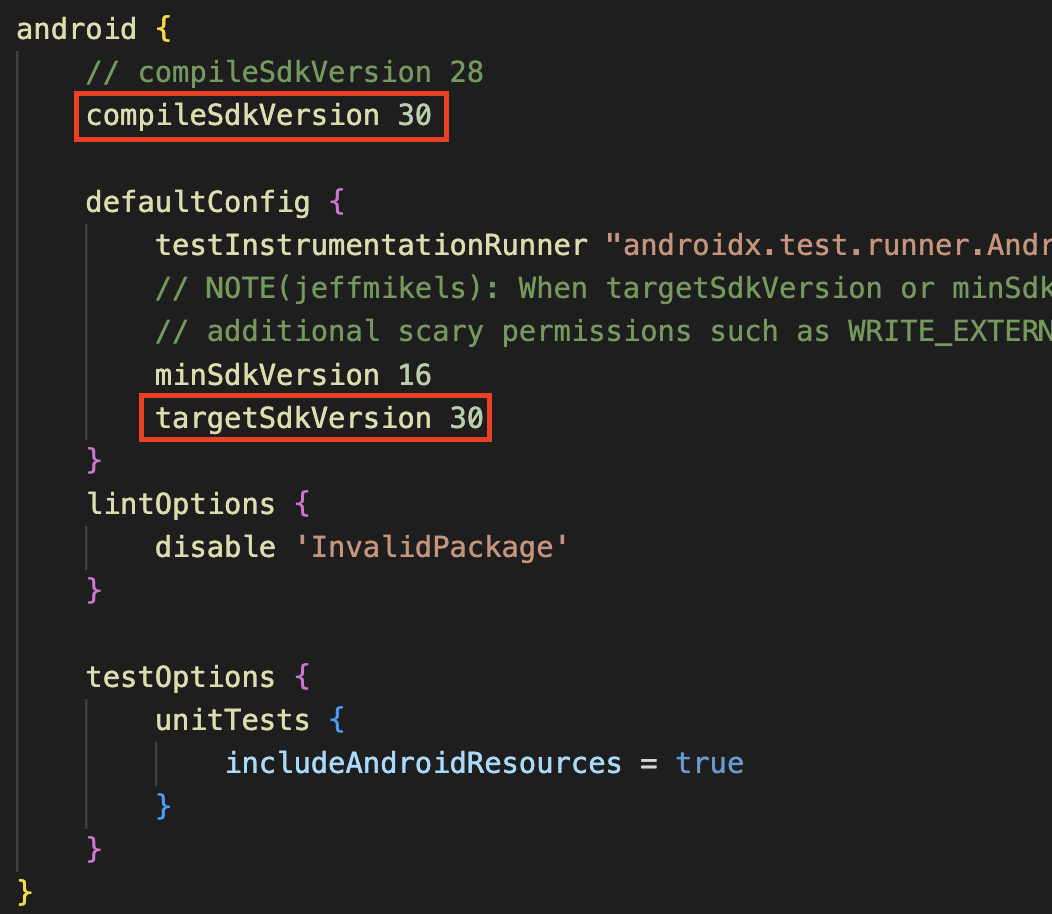 android {
// compileSdkVersion 28
compileSdkVersion 30
defaultConfig {
testInstrumentationRunner "androidx.test.runner.Andr
// NOTE(jeffmikels): When targetSdkVersion or minSdk
// additional scary permissions such as WRITE_EXTERN
minSdkVersion 16
targetSdkVersion 30
}
lintOptions {
disable 'InvalidPackage'
}
testOptions {
unitTests {
includeAndroidResources = true
}
}
}